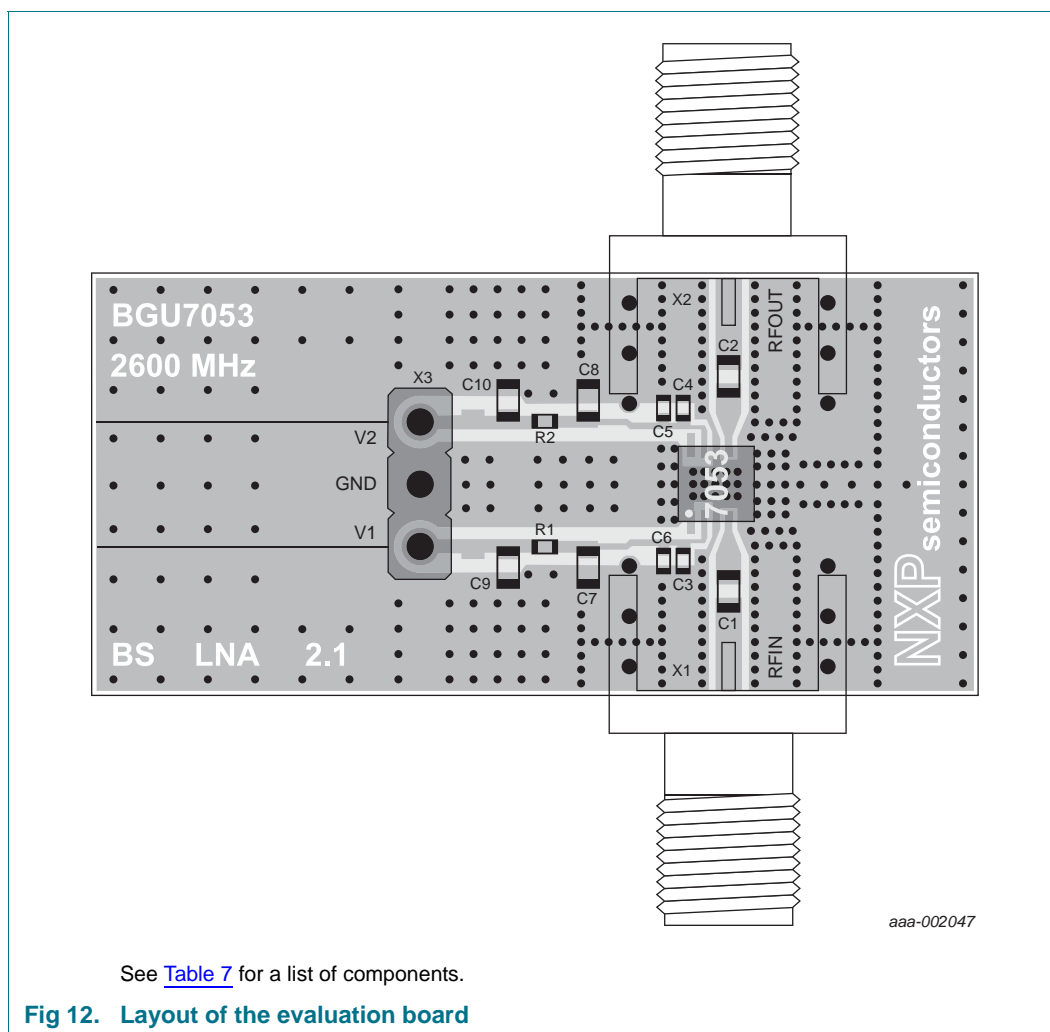 BGU7053
2600 MHz
X3
C10
C8
C5
C4
X2
C2
RFOUT
R2
V2
GND
V1
7053
R1
C6
C3
C9
C7
C1
X1
RFIN
BS LNA 2.1
NXP semiconductors
aaa-002047
See Table 7 for a list of components.
Fig 12. Layout of the evaluation board